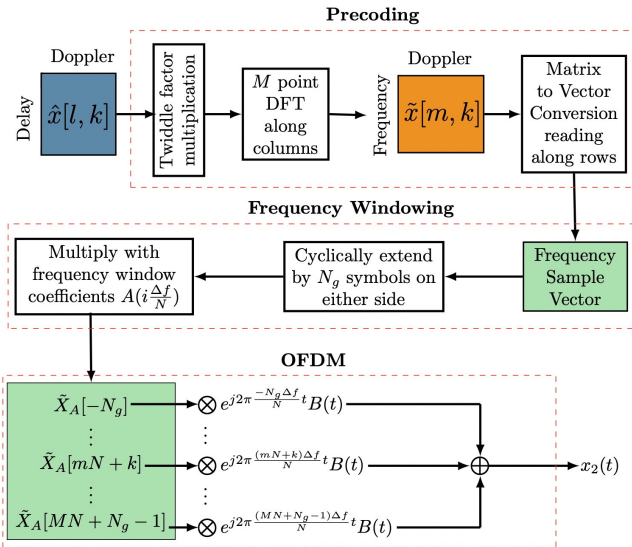 Precoding
Doppler
Delay
x̂[l, k]
Twiddle factor
multiplication
M point
DFT
along
columns
Doppler
Frequency
x̃[m, k]
Matrix
to Vector
Conversion
reading
along rows
Frequency Windowing
Multiply with
frequency window
coefficients A(i Δf/N)
Cyclically extend
by N_g symbols on
either side
Frequency
Sample
Vector
OFDM
X̃_A[−N_g]
⊗ e^{j2π (−N_gΔf/N) t} B(t)
⋮ ⋮
X̃_A[mN + k]
⊗ e^{j2π ((mN+k)Δf/N) t} B(t)
⊕ x_2(t)
⋮ ⋮
X̃_A[MN + N_g − 1]
⊗ e^{j2π ((MN+N_g−1)Δf/N) t} B(t)